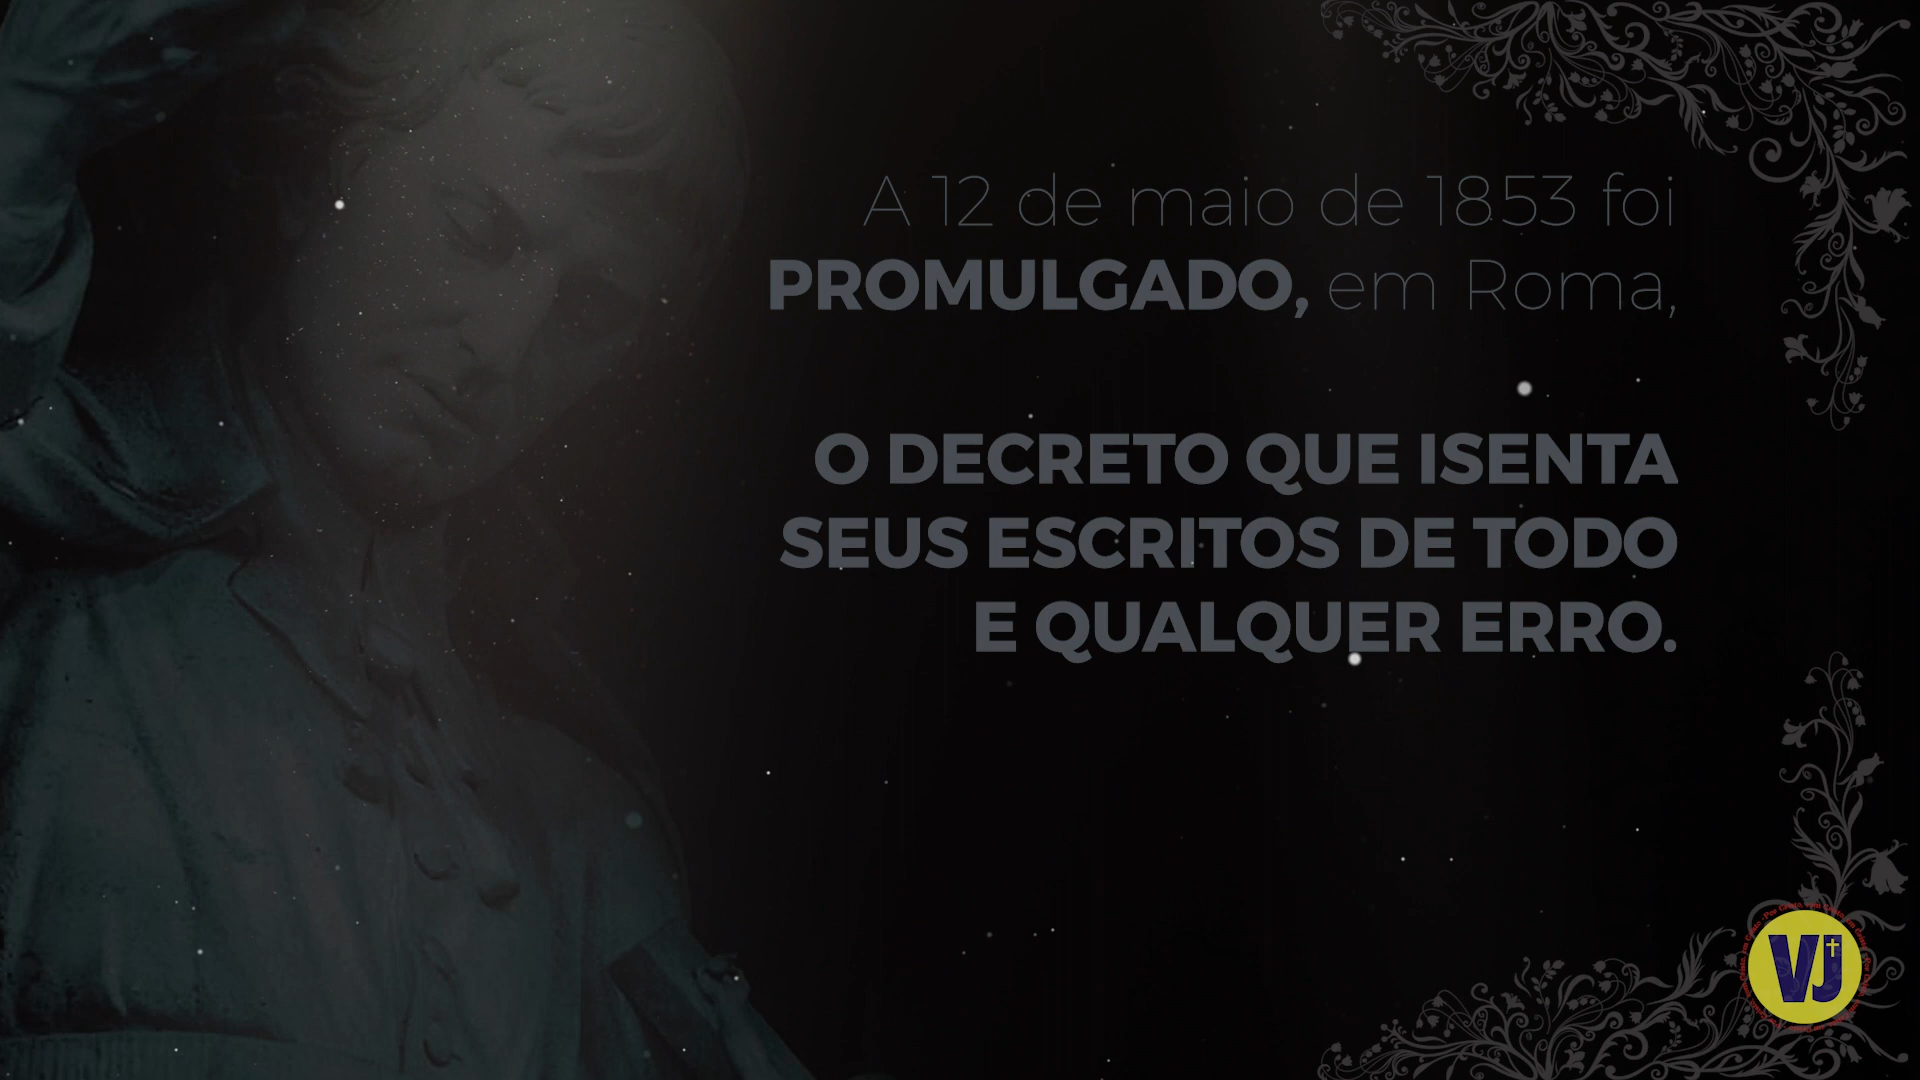 A 12 de maio de 1853 foi
PROMULGADO, em Roma,
O DECRETO QUE ISENTA
SEUS ESCRITOS DE TODO
E QUALQUER ERRO.
VJ